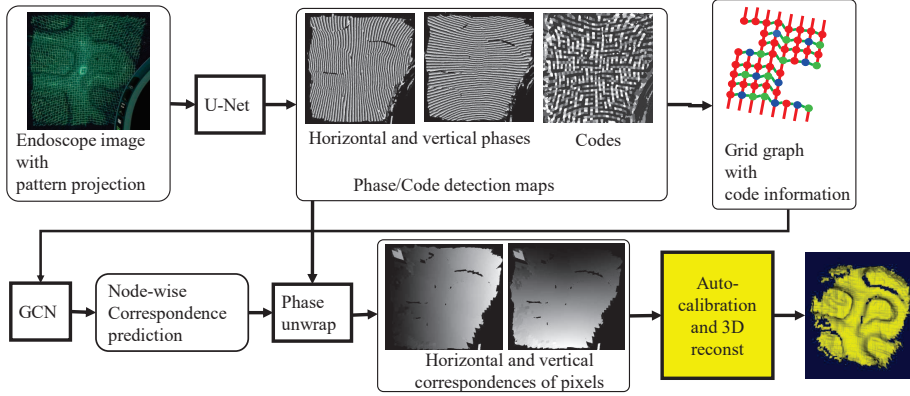 Endoscope image
with
pattern projection
U-Net
Horizontal and vertical phases
Codes
Phase/Code detection maps
Grid graph
with
code information
GCN
Node-wise
Correspondence
prediction
Phase
unwrap
Horizontal and vertical
correspondences of pixels
Auto-
calibration
and 3D
reconst